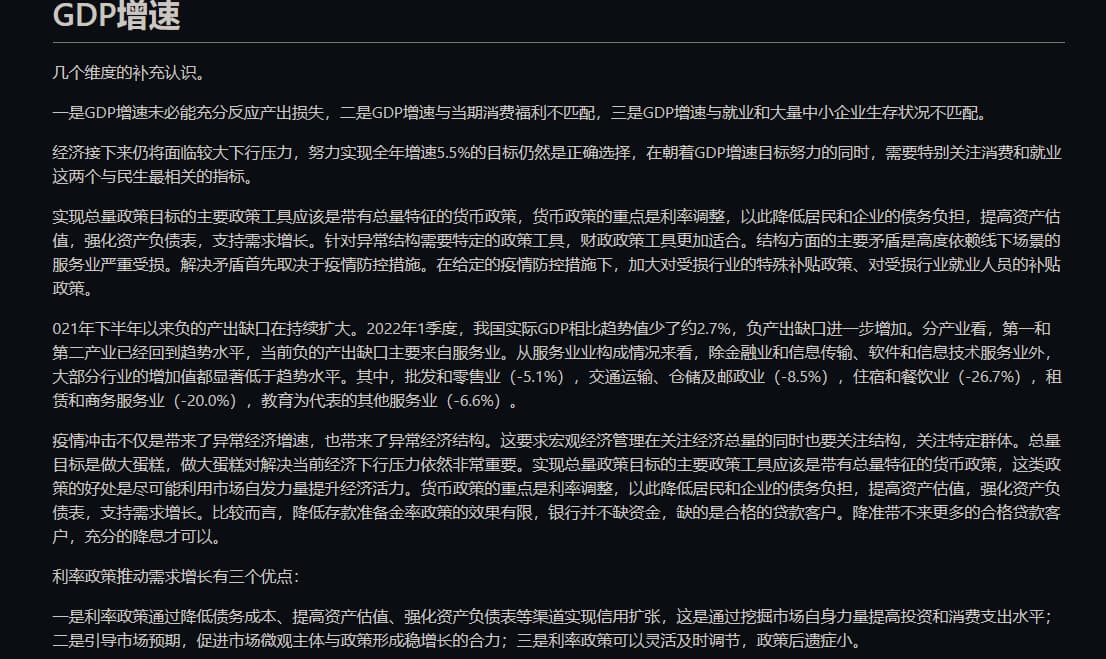 GDP增速
几个维度的补充认识。
一是GDP增速未必能充分反应产出损失，二是GDP增速与当期消费福利不匹配，三是GDP增速与就业和大量中小企业生存状况不匹配。
经济接下来仍将面临较大下行压力，努力实现全年增速5.5%的目标仍然是正确选择，在朝着GDP增速目标努力的同时，需要特别关注消费和就业
这两个与民生最相关的指标。
实现总量政策目标的主要政策工具应该是带有总量特征的货币政策，货币政策的重点是利率调整，以此降低居民和企业的债务负担，提高资产估
值，强化资产负债表，支持需求增长。针对异常结构需要特定的政策工具，财政政策工具更加适合。结构方面的主要矛盾是高度依赖线下场景的
服务业严重受损。解决矛盾首先取决于疫情防控措施。在给定的疫情防控措施下，加大对受损行业的特殊补贴政策、对受损行业就业人员的补贴
政策。
021年下半年以来负的产出缺口在持续扩大。2022年1季度，我国实际GDP相比趋势值少了约2.7%，负产出缺口进一步增加。分产业看，第一和
第二产业已经回到趋势水平，当前负的产出缺口主要来自服务业。从服务业业构成情况来看，除金融业和信息传输、软件和信息技术服务业外，
大部分行业的增加值都显著低于趋势水平。其中，批发和零售业（-5.1%），交通运输、仓储及邮政业（-8.5%），住宿和餐饮业（-26.7%），租
赁和商务服务业（-20.0%），教育为代表的其他服务业（-6.6%）。
疫情冲击不仅是带来了异常经济增速，也带来了异常经济结构。这要求宏观经济管理在关注经济总量的同时也要关注结构，关注特定群体。总量
目标是做大蛋糕，做大蛋糕对解决当前经济下行压力依然非常重要。实现总量政策目标的主要政策工具应该是带有总量特征的货币政策，这类政
策的好处是尽可能利用市场自发力量提升经济活力。货币政策的重点是利率调整，以此降低居民和企业的债务负担，提高资产估值，强化资产负
债表，支持需求增长。比较而言，降低存款准备金率政策的效果有限，银行并不缺资金，缺的是合格的贷款客户。降准带不来更多的合格贷款客
户，充分的降息才可以。
利率政策推动需求增长有三个优点：
一是利率政策通过降低债务成本、提高资产估值、强化资产负债表等渠道实现信用扩张，这是通过挖掘市场自身力量提高投资和消费支出水平；
二是引导市场预期，促进市场微观主体与政策形成稳增长的合力；三是利率政策可以灵活及时调节，政策后遗症小。